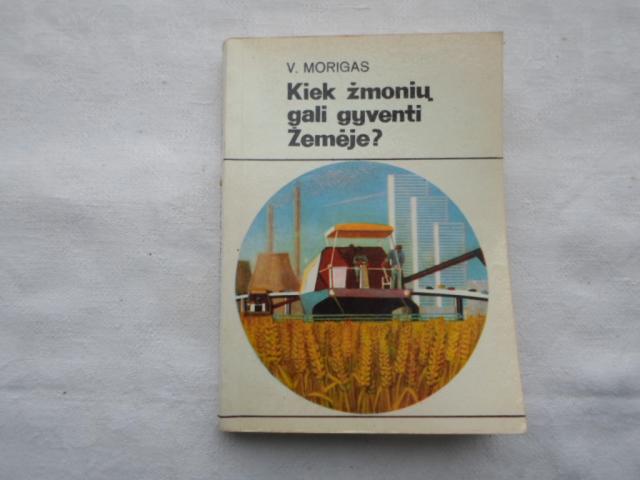 V. MORIGAS
Kiek žmonių
gali gyventi
Žemėje?